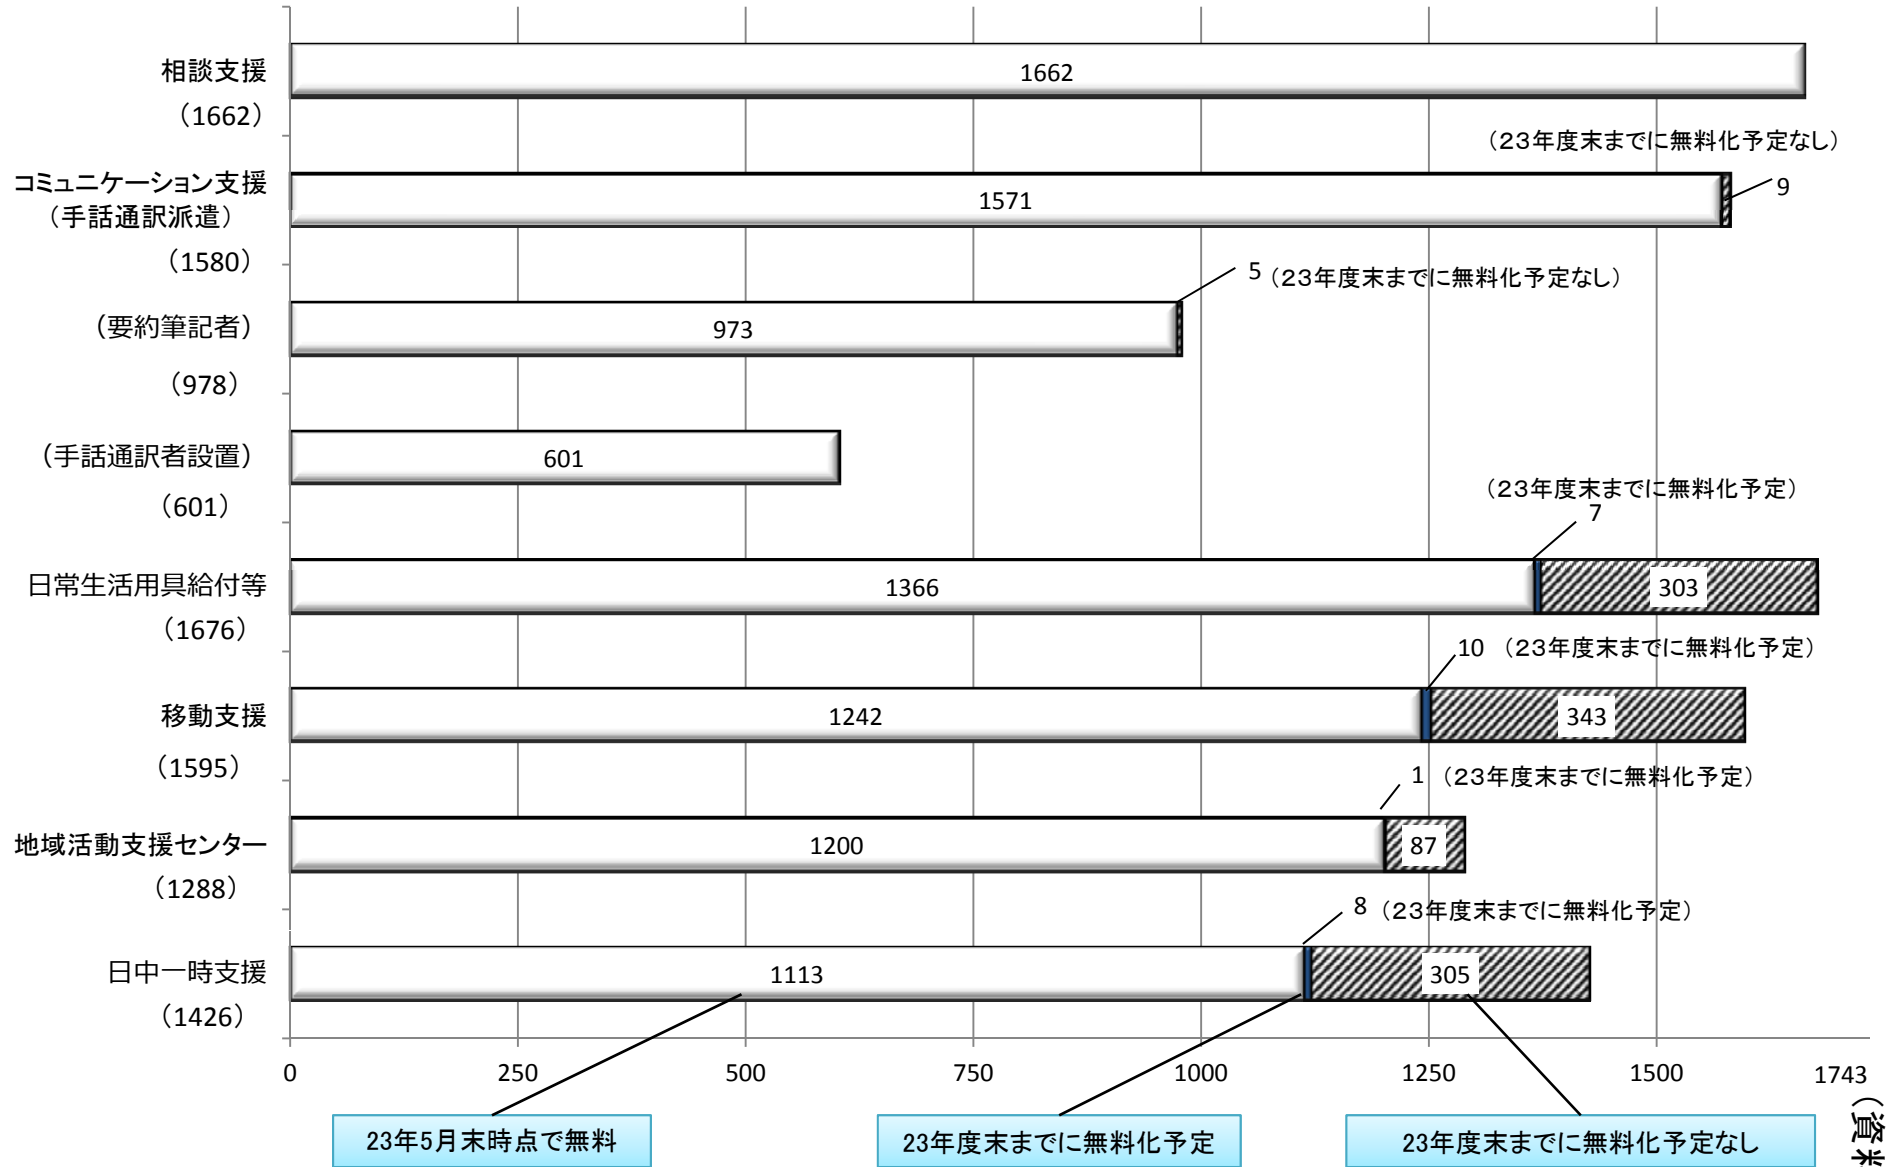 相談支援
（1662）
1662
（23年度末までに無料化予定なし）
コミュニケーション支援
（手話通訳派遣）
（1580）
1571
9
（要約筆記者）
（978）
973
5（23年度末までに無料化予定なし）
（手話通訳者設置）
（601）
601
（23年度末までに無料化予定）
7
日常生活用具給付等
（1676）
1366
303
10 （23年度末までに無料化予定）
移動支援
（1595）
1242
343
1 （23年度末までに無料化予定）
地域活動支援センター
（1288）
1200
87
8（23年度末までに無料化予定）
日中一時支援
（1426）
1113
305
0 250 500 750 1000 1250 1500 1743
23年5月末時点で無料
23年度末までに無料化予定
23年度末までに無料化予定なし
（資料